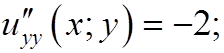 u''_{yy}(x; y) = −2;